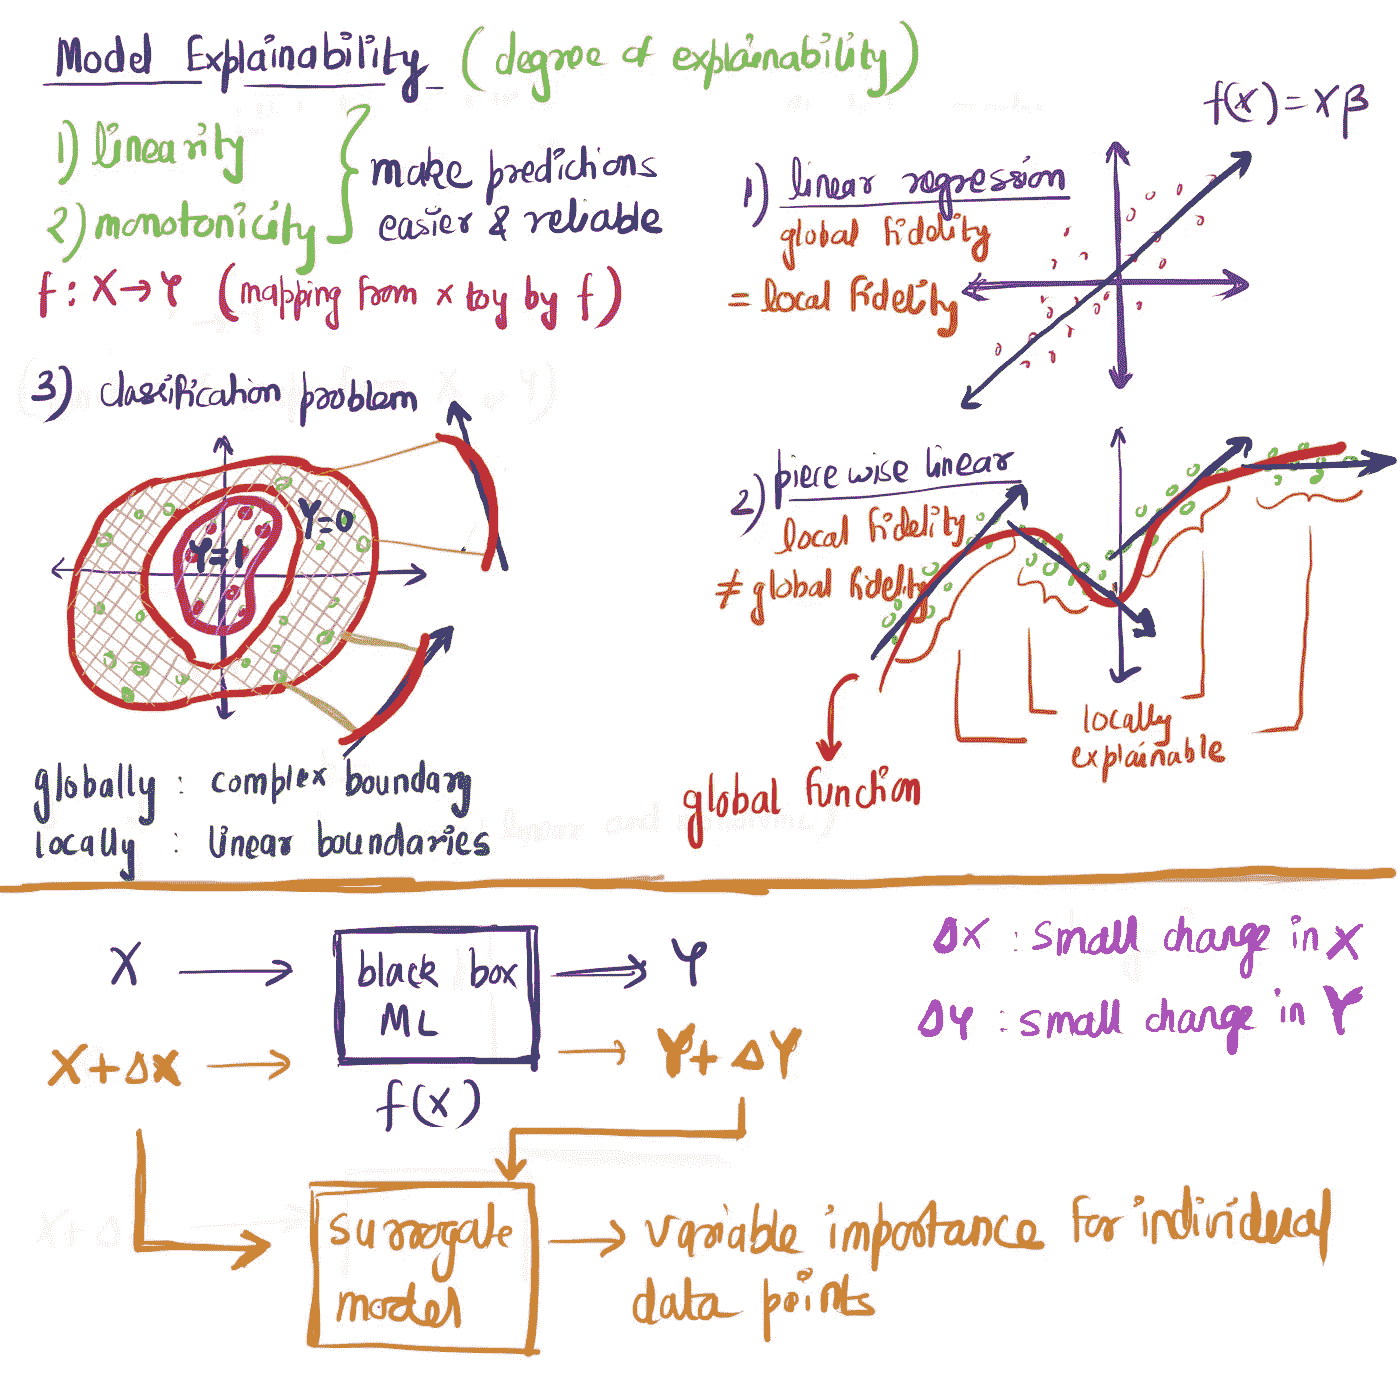 Model Explainability (degree of explainability)
1) linearity
2) monotonicity
make predictions
easier & reliable
f : X → Y (mapping from x to y by f)
f(x) = Xβ
1) linear regression
global fidelity
= local fidelity
3) classification problem
Y=0
Y=1
globally : complex boundary
locally : linear boundaries
2) piece wise linear
local fidelity
≠ global fidelity
locally
explainable
global function
X → black box → Y
ML
X+ΔX → → Y+ΔY
f(x)
ΔX : small change in X
ΔY : small change in Y
surrogate → variable importance for individual
model data points